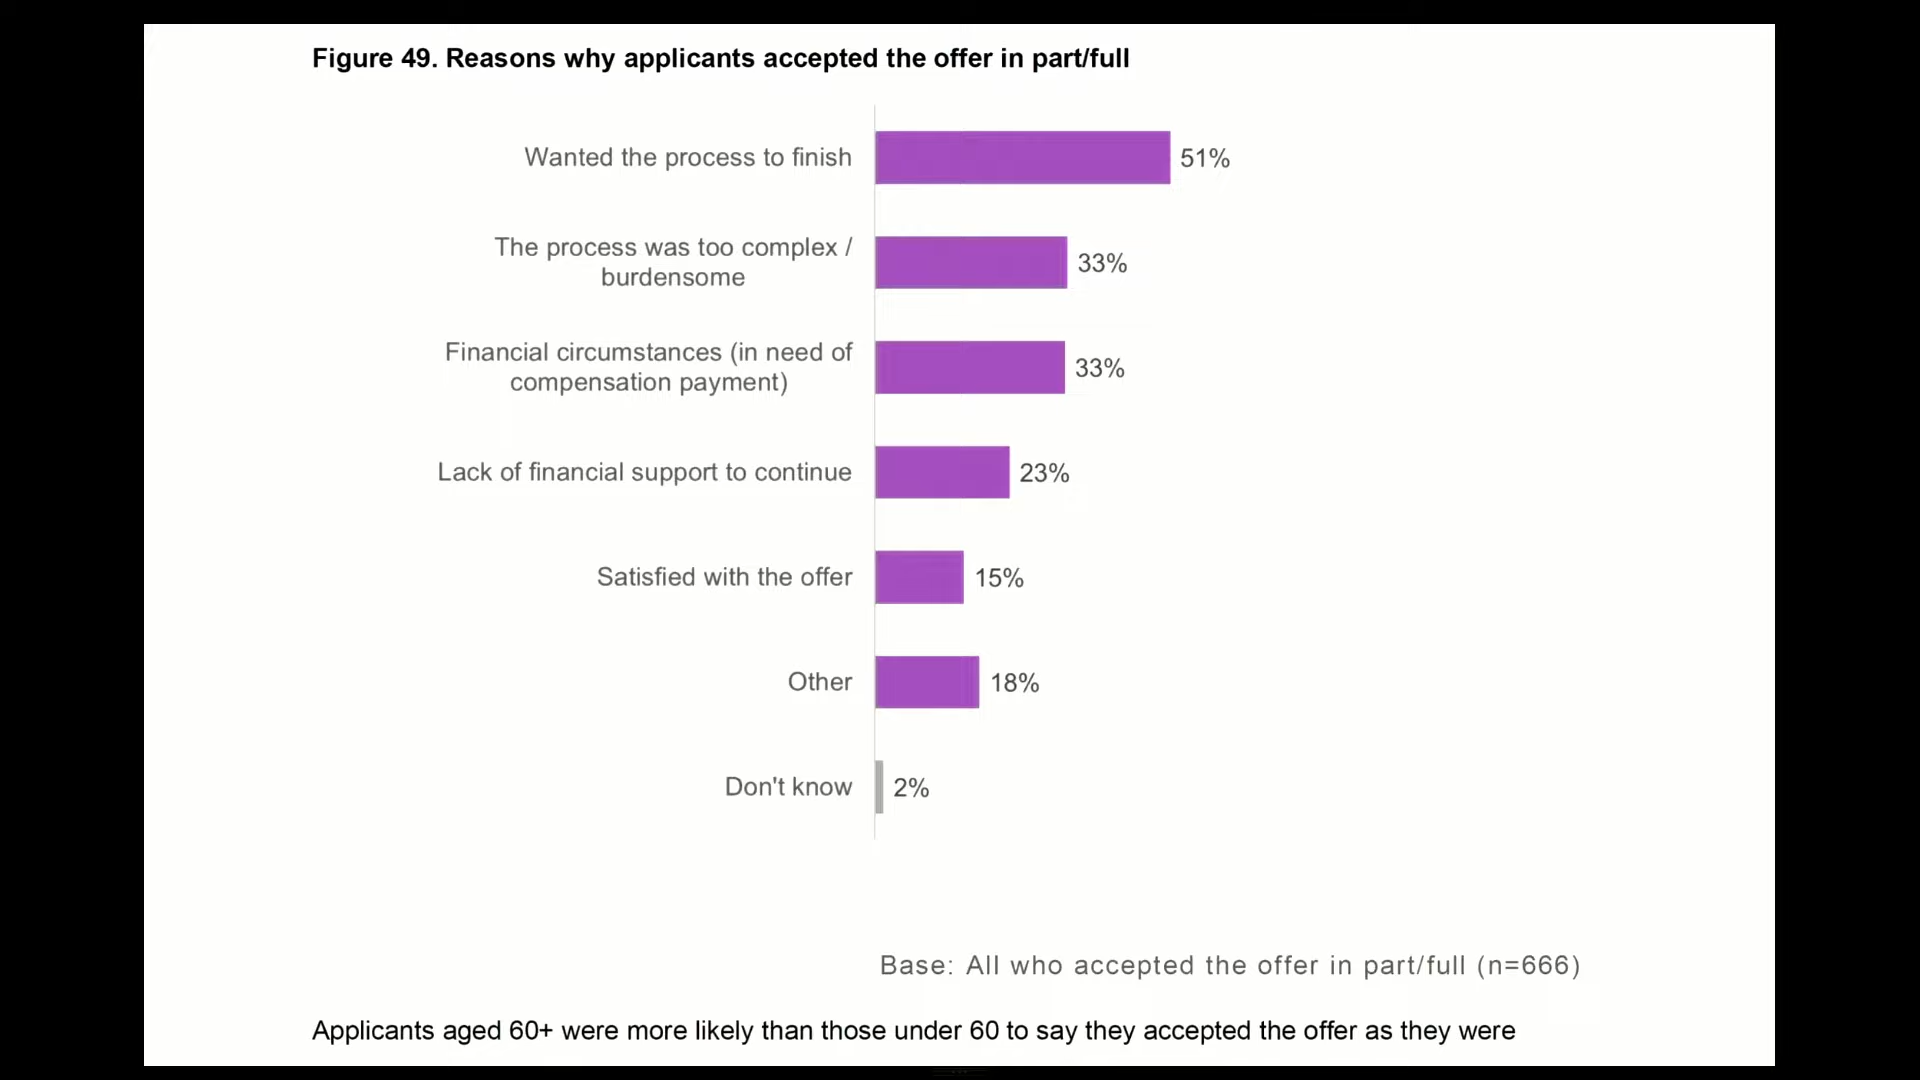 Figure 49. Reasons why applicants accepted the offer in part/full
Wanted the process to finish
51%
The process was too complex /
burdensome
33%
Financial circumstances (in need of
compensation payment)
33%
Lack of financial support to continue
23%
Satisfied with the offer
15%
Other
18%
Don't know
2%
Base: All who accepted the offer in part/full (n=666)
Applicants aged 60+ were more likely than those under 60 to say they accepted the offer as they were